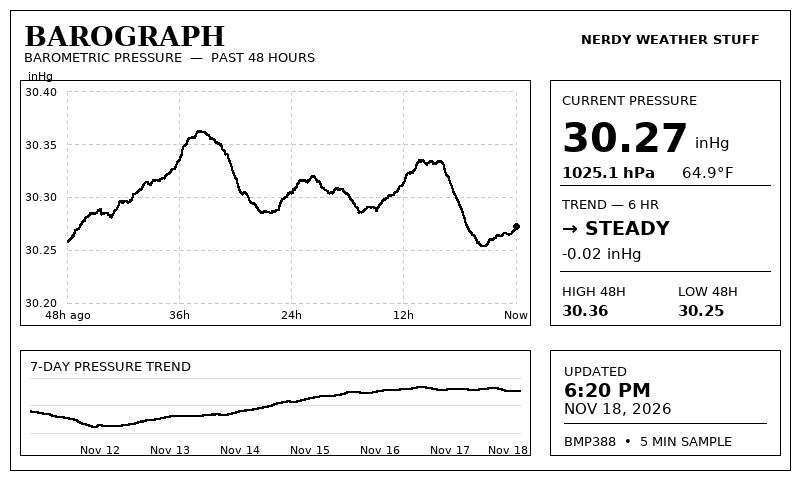 BAROGRAPH
BAROMETRIC PRESSURE — PAST 48 HOURS
NERDY WEATHER STUFF
inHg
30.40
30.35
30.30
30.25
30.20
48h ago 36h 24h 12h Now
CURRENT PRESSURE
30.27 inHg
1025.1 hPa 64.9°F
TREND — 6 HR
→ STEADY
-0.02 inHg
HIGH 48H LOW 48H
30.36 30.25
7-DAY PRESSURE TREND
Nov 12 Nov 13 Nov 14 Nov 15 Nov 16 Nov 17 Nov 18
UPDATED
6:20 PM
NOV 18, 2026
BMP388 • 5 MIN SAMPLE